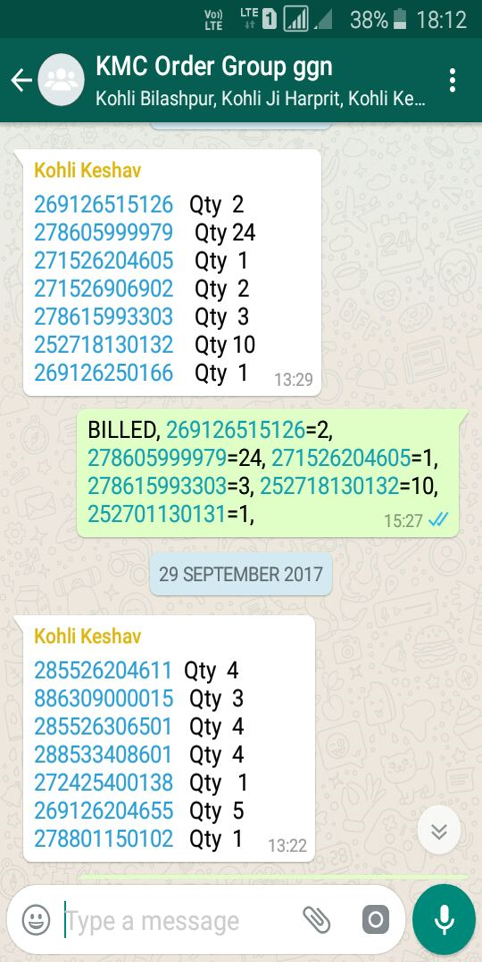 Vo) LTE LTE 1 38% 18:12
KMC Order Group ggn
Kohli Bilashpur, Kohli Ji Harprit, Kohli Ke...
Kohli Keshav
269126515126 Qty 2
278605999979 Qty 24
271526204605 Qty 1
271526906902 Qty 2
278615993303 Qty 3
252718130132 Qty 10
269126250166 Qty 1
13:29
BILLED, 269126515126=2,
278605999979=24, 271526204605=1,
278615993303=3, 252718130132=10,
252701130131=1,
15:27
29 SEPTEMBER 2017
Kohli Keshav
285526204611 Qty 4
886309000015 Qty 3
285526306501 Qty 4
288533408601 Qty 4
272425400138 Qty 1
269126204655 Qty 5
278801150102 Qty 1
13:22
Type a message